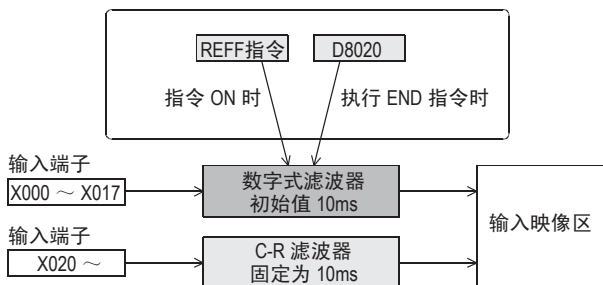 REFF指令
D8020
指令 ON 时
执行 END 指令时
输入端子
X000 ～ X017
数字式滤波器
初始值 10ms
输入映像区
输入端子
X020 ～
C-R 滤波器
固定为 10ms